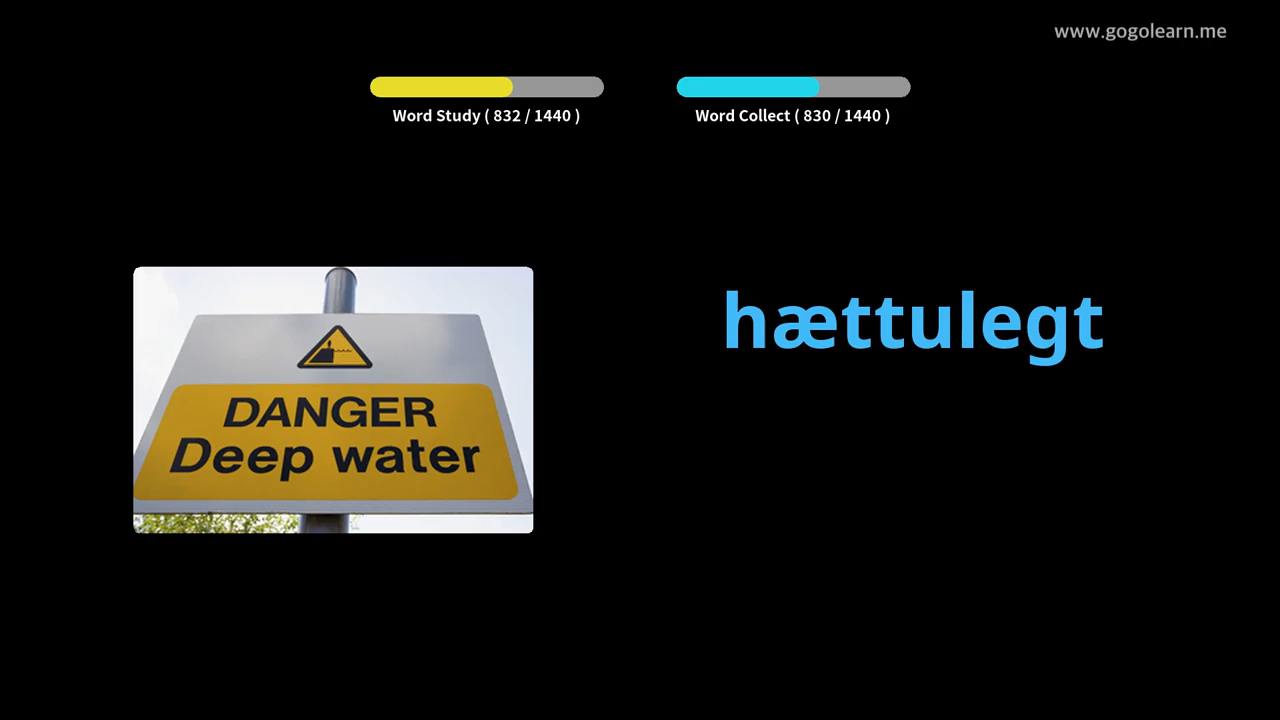 www.gogolearn.me
Word Study ( 832 / 1440 )
Word Collect ( 830 / 1440 )
hættulegt
DANGER
Deep water